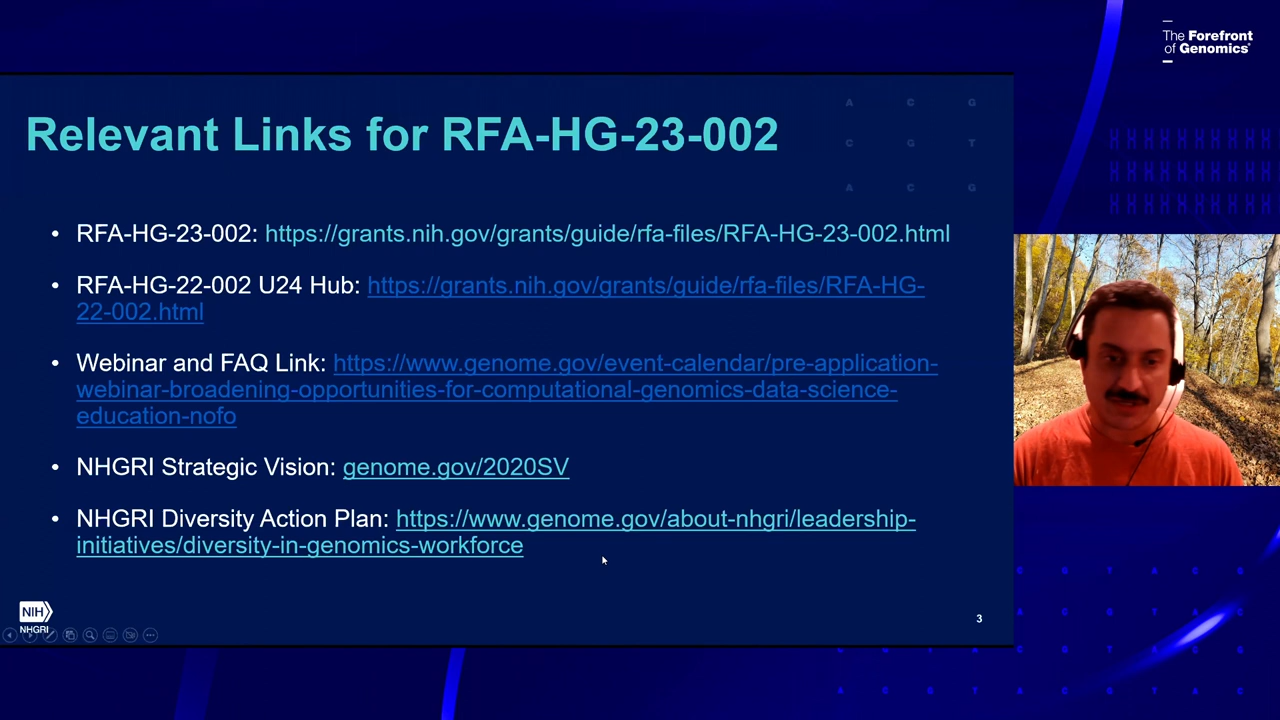 The Forefront
of Genomics®
A C G
Relevant Links for RFA-HG-23-002
C G T
A C G
• RFA-HG-23-002: https://grants.nih.gov/grants/guide/rfa-files/RFA-HG-23-002.html
• RFA-HG-22-002 U24 Hub: https://grants.nih.gov/grants/guide/rfa-files/RFA-HG-
22-002.html
• Webinar and FAQ Link: https://www.genome.gov/event-calendar/pre-application-
webinar-broadening-opportunities-for-computational-genomics-data-science-
education-nofo
• NHGRI Strategic Vision: genome.gov/2020SV
• NHGRI Diversity Action Plan: https://www.genome.gov/about-nhgri/leadership-
initiatives/diversity-in-genomics-workforce
NIH
NHGRI
3